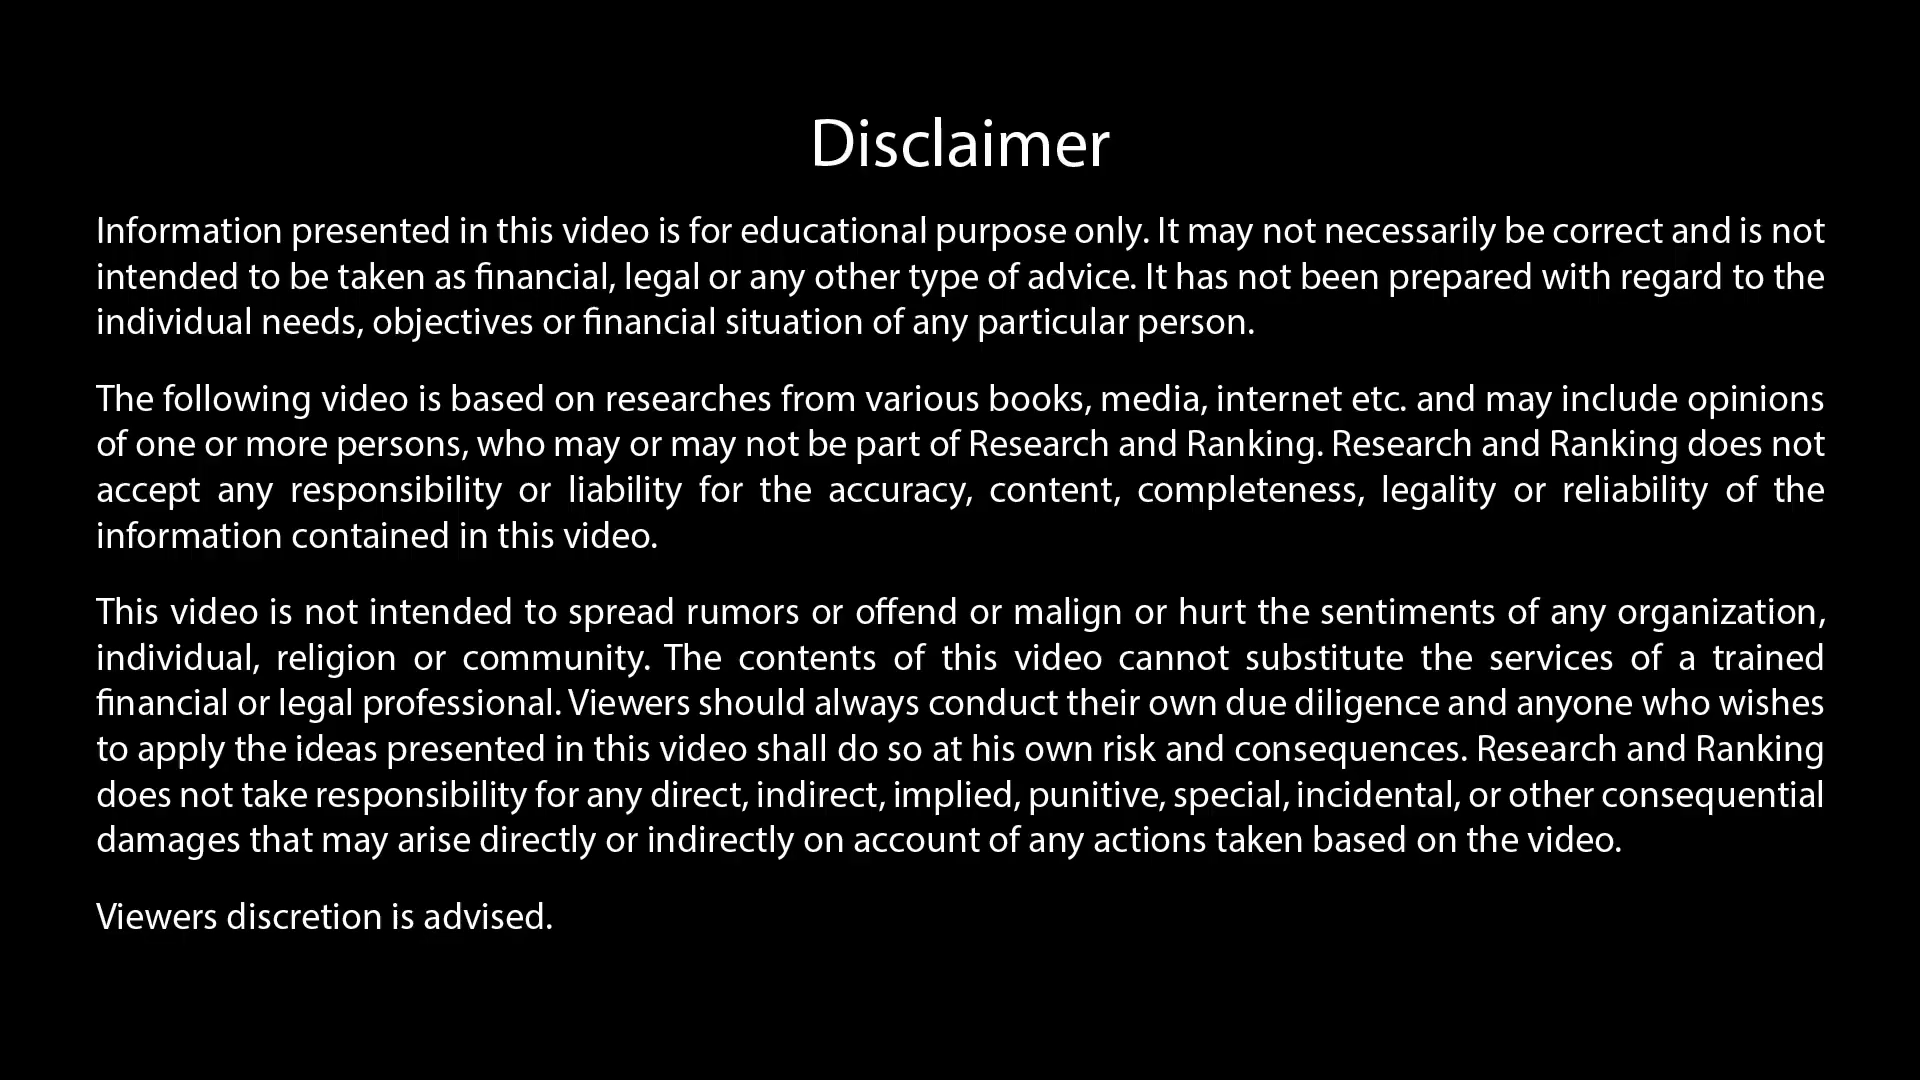 Disclaimer
Information presented in this video is for educational purpose only. It may not necessarily be correct and is not
intended to be taken as financial, legal or any other type of advice. It has not been prepared with regard to the
individual needs, objectives or financial situation of any particular person.
The following video is based on researches from various books, media, internet etc. and may include opinions
of one or more persons, who may or may not be part of Research and Ranking. Research and Ranking does not
accept any responsibility or liability for the accuracy, content, completeness, legality or reliability of the
information contained in this video.
This video is not intended to spread rumors or offend or malign or hurt the sentiments of any organization,
individual, religion or community. The contents of this video cannot substitute the services of a trained
financial or legal professional. Viewers should always conduct their own due diligence and anyone who wishes
to apply the ideas presented in this video shall do so at his own risk and consequences. Research and Ranking
does not take responsibility for any direct, indirect, implied, punitive, special, incidental, or other consequential
damages that may arise directly or indirectly on account of any actions taken based on the video.
Viewers discretion is advised.